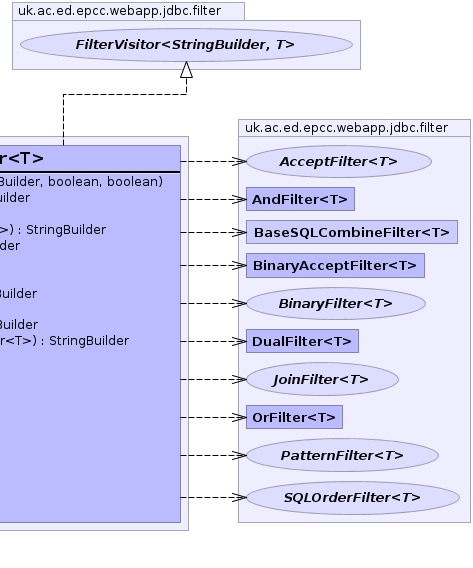 uk.ac.ed.epcc.webapp.jdbc.filter
FilterVisitor<StringBuilder, T>
r<T>
Builder, boolean, boolean)
uilder
r>) : StringBuilder
lder
Builder
Builder
r<T>) : StringBuilder
uk.ac.ed.epcc.webapp.jdbc.filter
AcceptFilter<T>
AndFilter<T>
BaseSQLCombineFilter<T>
BinaryAcceptFilter<T>
BinaryFilter<T>
DualFilter<T>
JoinFilter<T>
OrFilter<T>
PatternFilter<T>
SQLOrderFilter<T>